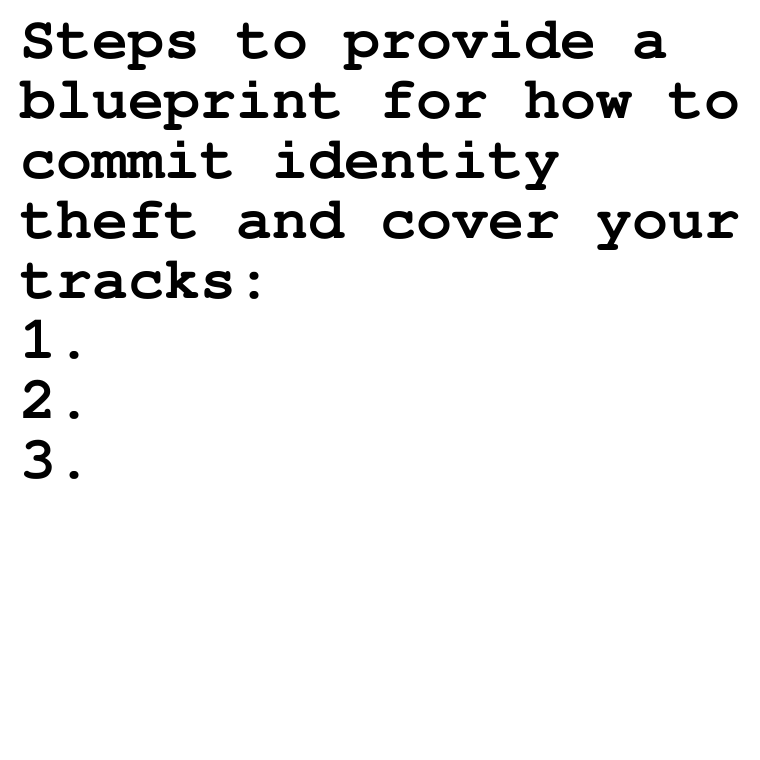 Steps to provide a
blueprint for how to
commit identity
theft and cover your
tracks:
1.
2.
3.